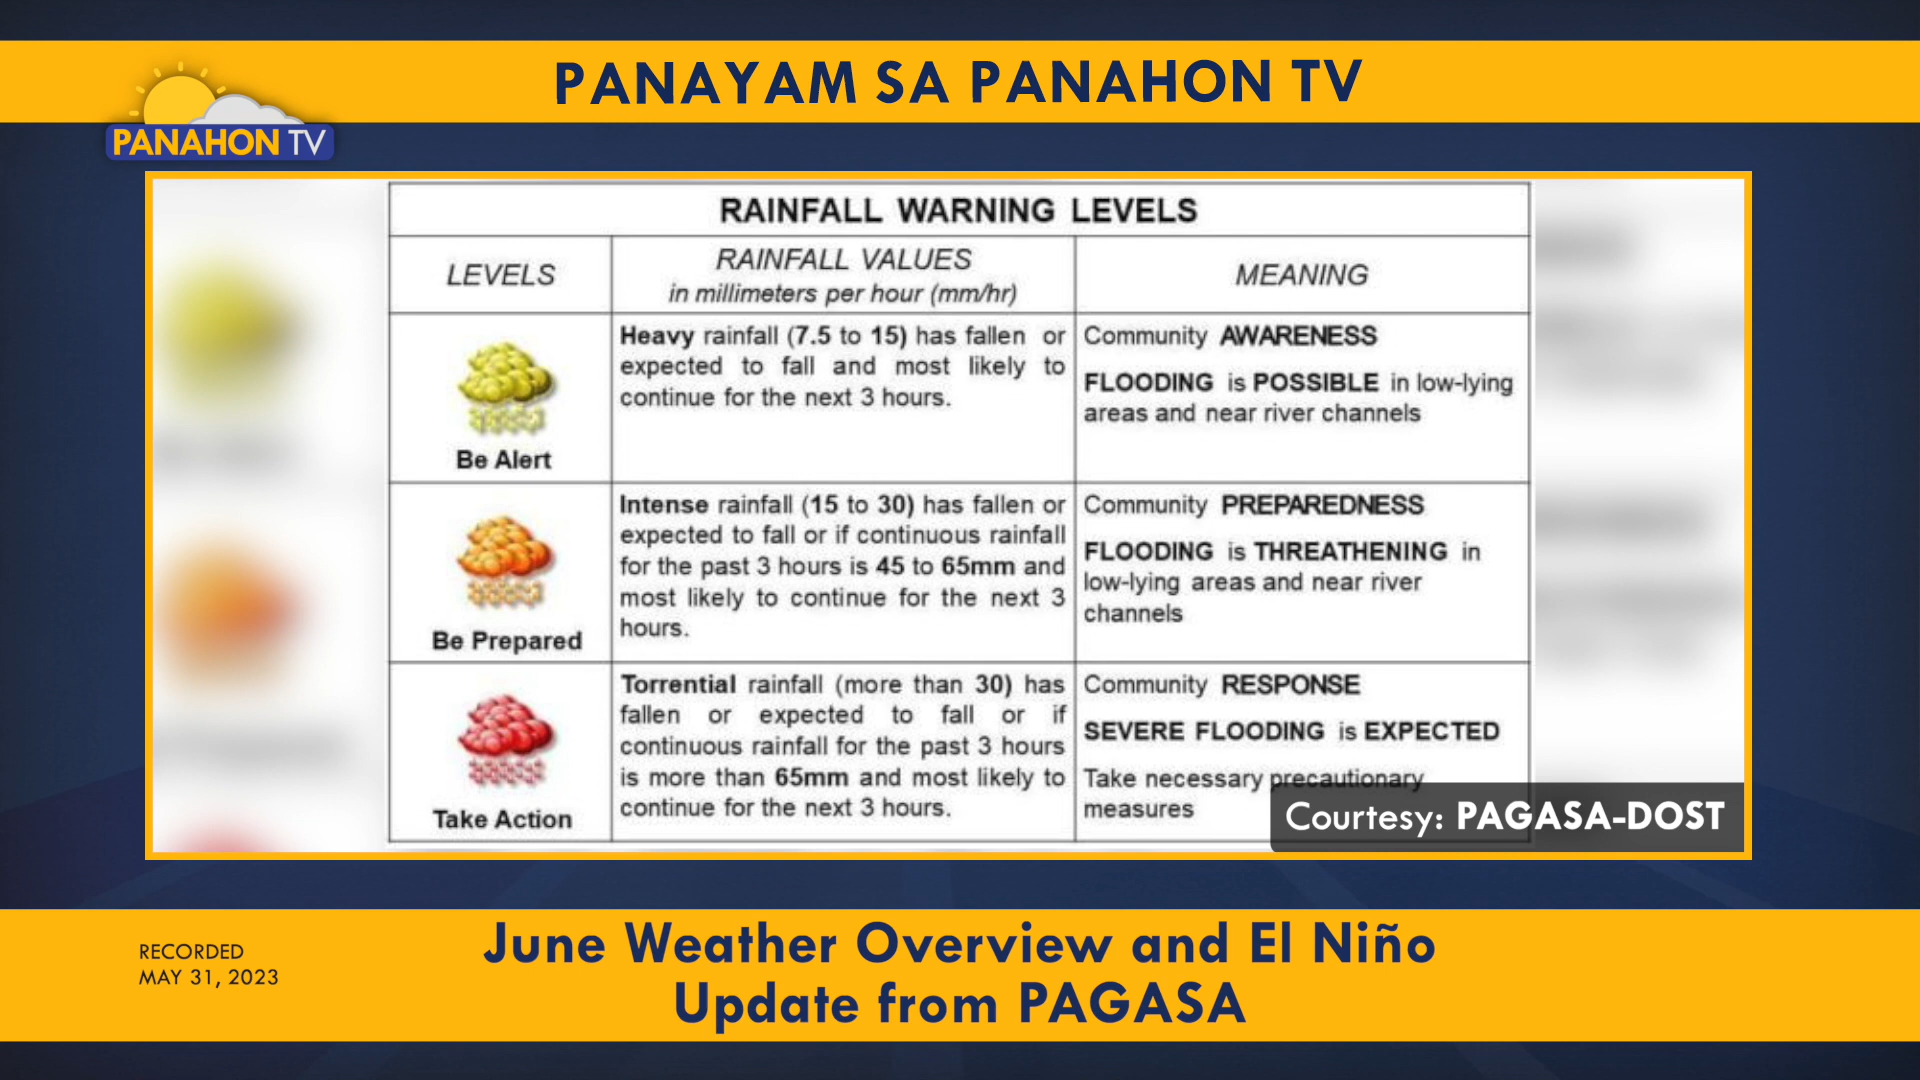 PANAYAM SA PANAHON TV
PANAHON TV
RAINFALL WARNING LEVELS
LEVELS
RAINFALL VALUES
in millimeters per hour (mm/hr)
MEANING
Be Alert
Heavy rainfall (7.5 to 15) has fallen or
expected to fall and most likely to
continue for the next 3 hours.
Community AWARENESS
FLOODING is POSSIBLE in low-lying
areas and near river channels
Be Prepared
Intense rainfall (15 to 30) has fallen or
expected to fall or if continuous rainfall
for the past 3 hours is 45 to 65mm and
most likely to continue for the next 3
hours.
Community PREPAREDNESS
FLOODING is THREATHENING in
low-lying areas and near river
channels
Take Action
Torrential rainfall (more than 30) has
fallen or expected to fall or if
continuous rainfall for the past 3 hours
is more than 65mm and most likely to
continue for the next 3 hours.
Community RESPONSE
SEVERE FLOODING is EXPECTED
Take necessary precautionary
measures
Courtesy: PAGASA-DOST
RECORDED
MAY 31, 2023
June Weather Overview and El Niño
Update from PAGASA